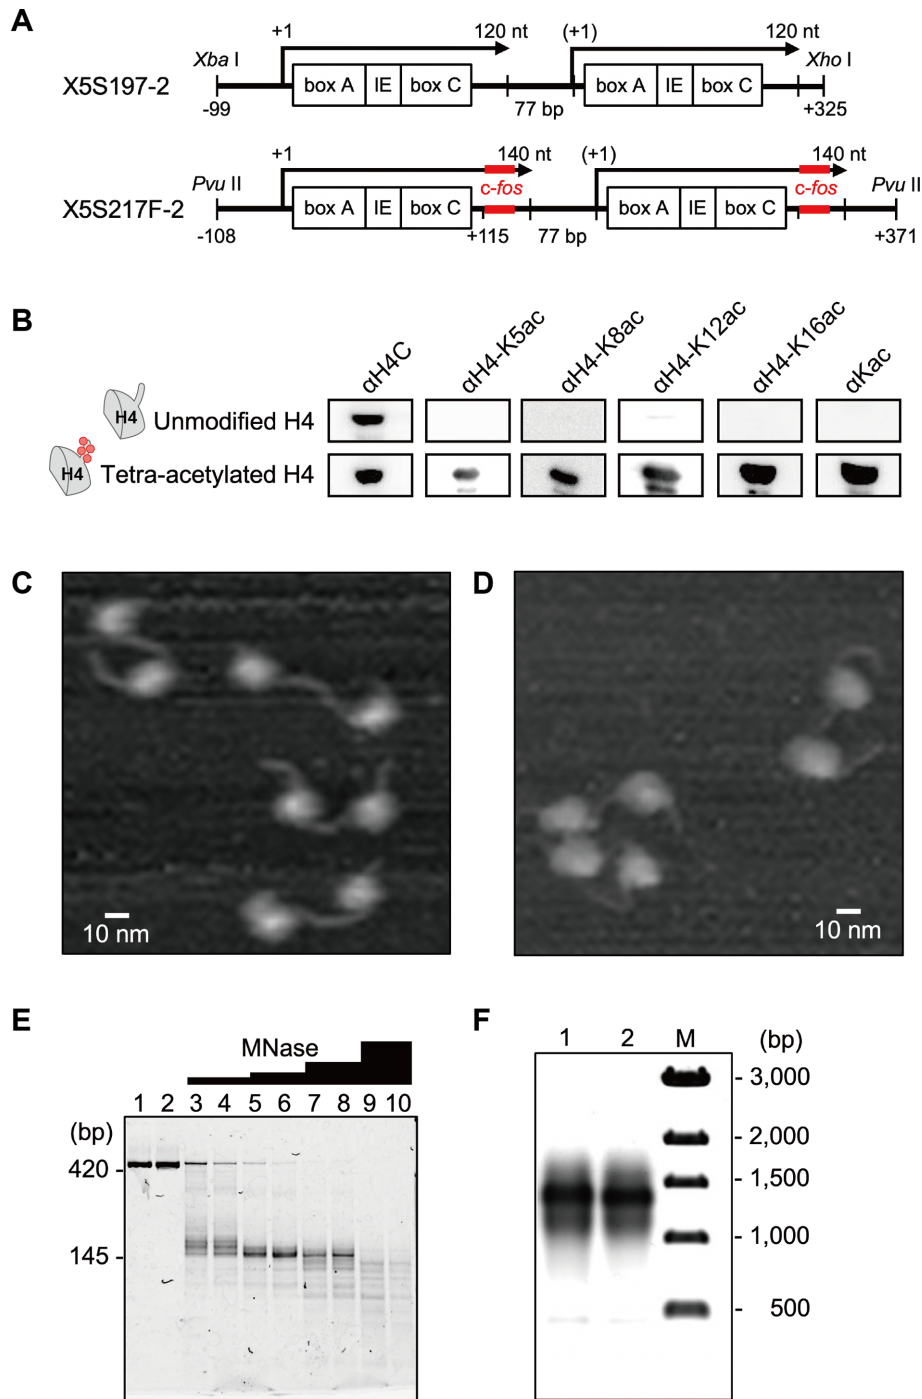 A
+1 120 nt (+1) 120 nt
Xba I Xho I
X5S197-2 box A IE box C box A IE box C
-99 77 bp +325
+1 140 nt (+1) 140 nt
Pvu II c-fos c-fos Pvu II
X5S217F-2 box A IE box C box A IE box C
-108 +115 77 bp +371
B
αH4C αH4-K5ac αH4-K8ac αH4-K12ac αH4-K16ac αKac
H4 Unmodified H4
H4 Tetra-acetylated H4
C D
10 nm 10 nm
E F
MNase
1 2 3 4 5 6 7 8 9 10
(bp)
420
145
1 2 M (bp)
3,000
2,000
1,500
1,000
500